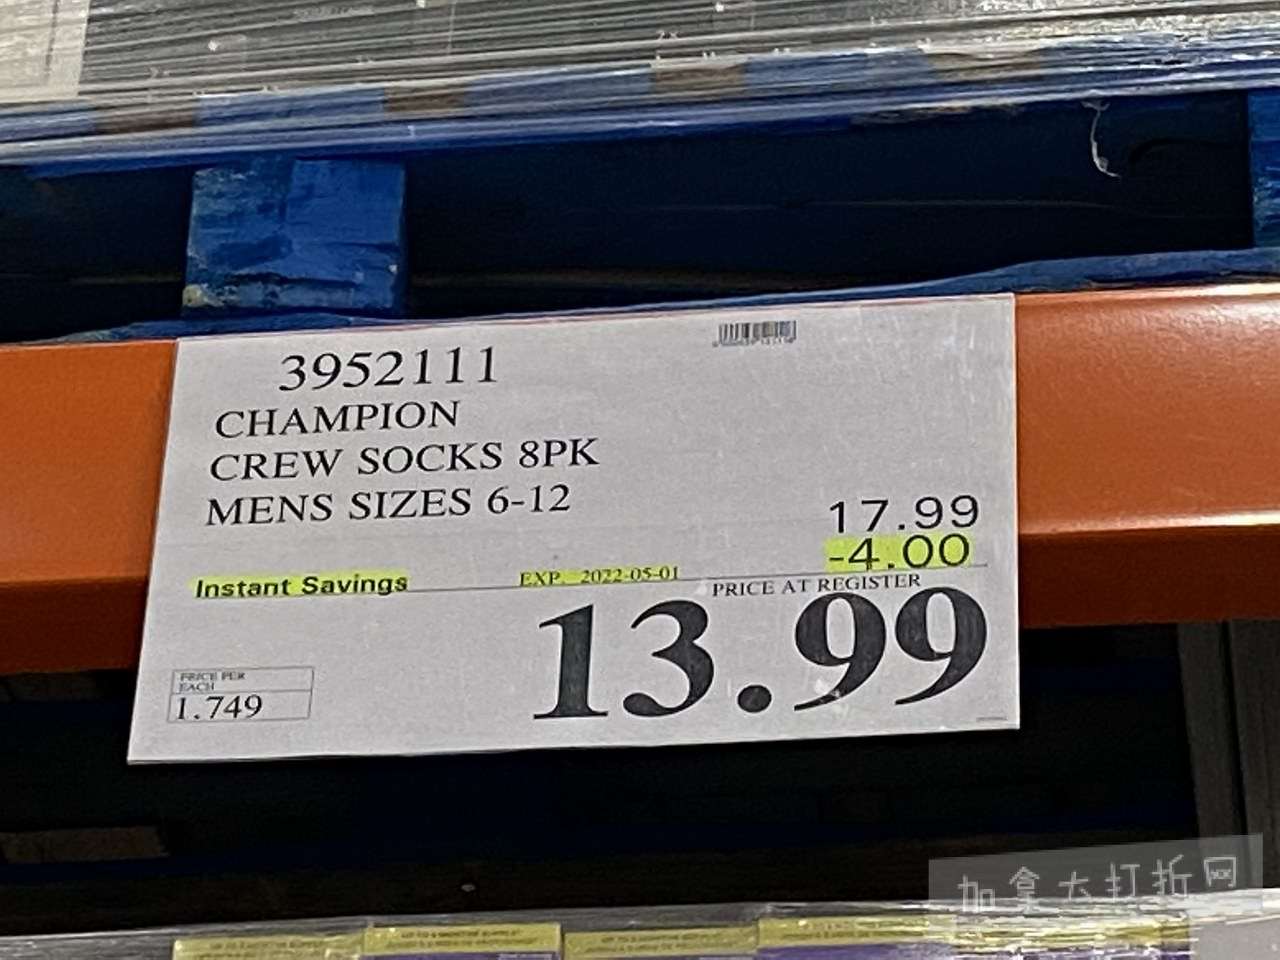 3952111
CHAMPION
CREW SOCKS 8PK
MENS SIZES 6-12
17.99
-4.00
Instant Savings
EXP. 2022-05-01
PRICE AT REGISTER
13.99
PRICE PER
EACH
1.749
加拿大打折网